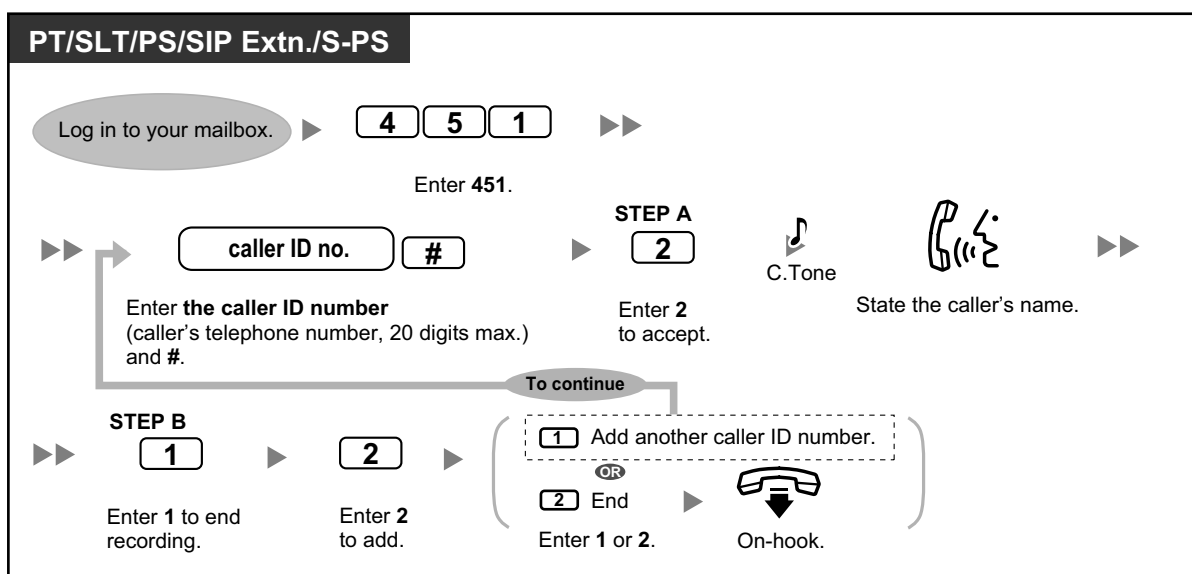 PT/SLT/PS/SIP Extn./S-PS
Log in to your mailbox.
4 5 1
Enter 451.
caller ID no. #
Enter the caller ID number
(caller's telephone number, 20 digits max.)
and #.
STEP A
2
Enter 2
to accept.
C.Tone
State the caller's name.
To continue
STEP B
1
Enter 1 to end
recording.
2
Enter 2
to add.
1 Add another caller ID number.
OR
2 End
Enter 1 or 2.
On-hook.